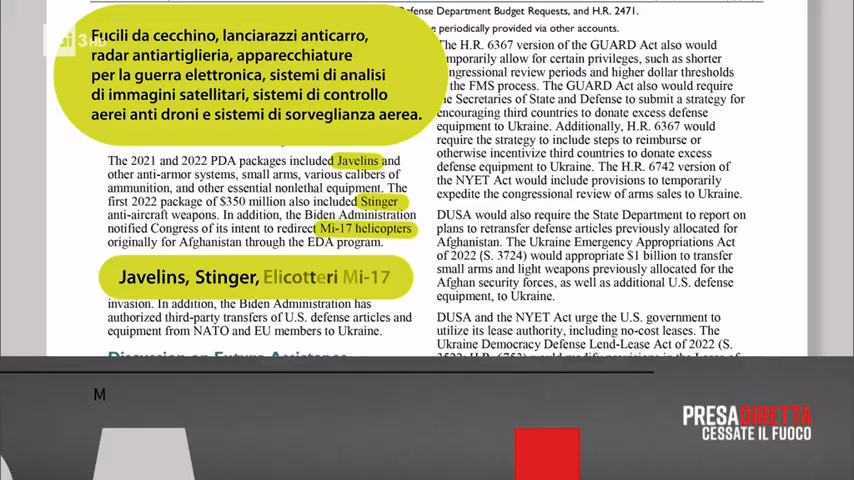 efense Department Budget Requests, and H.R. 2471.
e periodically provided via other accounts.
Rai 3 HD
Fucili da cecchino, lanciarazzi anticarro,
radar antiartiglieria, apparecchiature
per la guerra elettronica, sistemi di analisi
di immagini satellitari, sistemi di controllo
aerei anti droni e sistemi di sorveglianza aerea.
The 2021 and 2022 PDA packages included Javelins and
other anti-armor systems, small arms, various calibers of
ammunition, and other essential nonlethal equipment. The
first 2022 package of $350 million also included Stinger
anti-aircraft weapons. In addition, the Biden Administration
notified Congress of its intent to redirect Mi-17 helicopters
originally for Afghanistan through the EDA program.
Javelins, Stinger, Elicotteri Mi-17
invasion. In addition, the Biden Administration has
authorized third-party transfers of U.S. defense articles and
equipment from NATO and EU members to Ukraine.
Discussion on Future Assistance
The H.R. 6367 version of the GUARD Act also would
temporarily allow for certain privileges, such as shorter
congressional review periods and higher dollar thresholds
the FMS process. The GUARD Act also would require
the Secretaries of State and Defense to submit a strategy for
encouraging third countries to donate excess defense
equipment to Ukraine. Additionally, H.R. 6367 would
require the strategy to include steps to reimburse or
otherwise incentivize third countries to donate excess
defense equipment to Ukraine. The H.R. 6742 version of
the NYET Act would include provisions to temporarily
expedite the congressional review of arms sales to Ukraine.
DUSA would also require the State Department to report on
plans to retransfer defense articles previously allocated for
Afghanistan. The Ukraine Emergency Appropriations Act
of 2022 (S. 3724) would appropriate $1 billion to transfer
small arms and light weapons previously allocated for the
Afghan security forces, as well as additional U.S. defense
equipment, to Ukraine.
DUSA and the NYET Act urge the U.S. government to
utilize its lease authority, including no-cost leases. The
Ukraine Democracy Defense Lend-Lease Act of 2022 (S.
M
PRESADIRETTA
CESSATE IL FUOCO